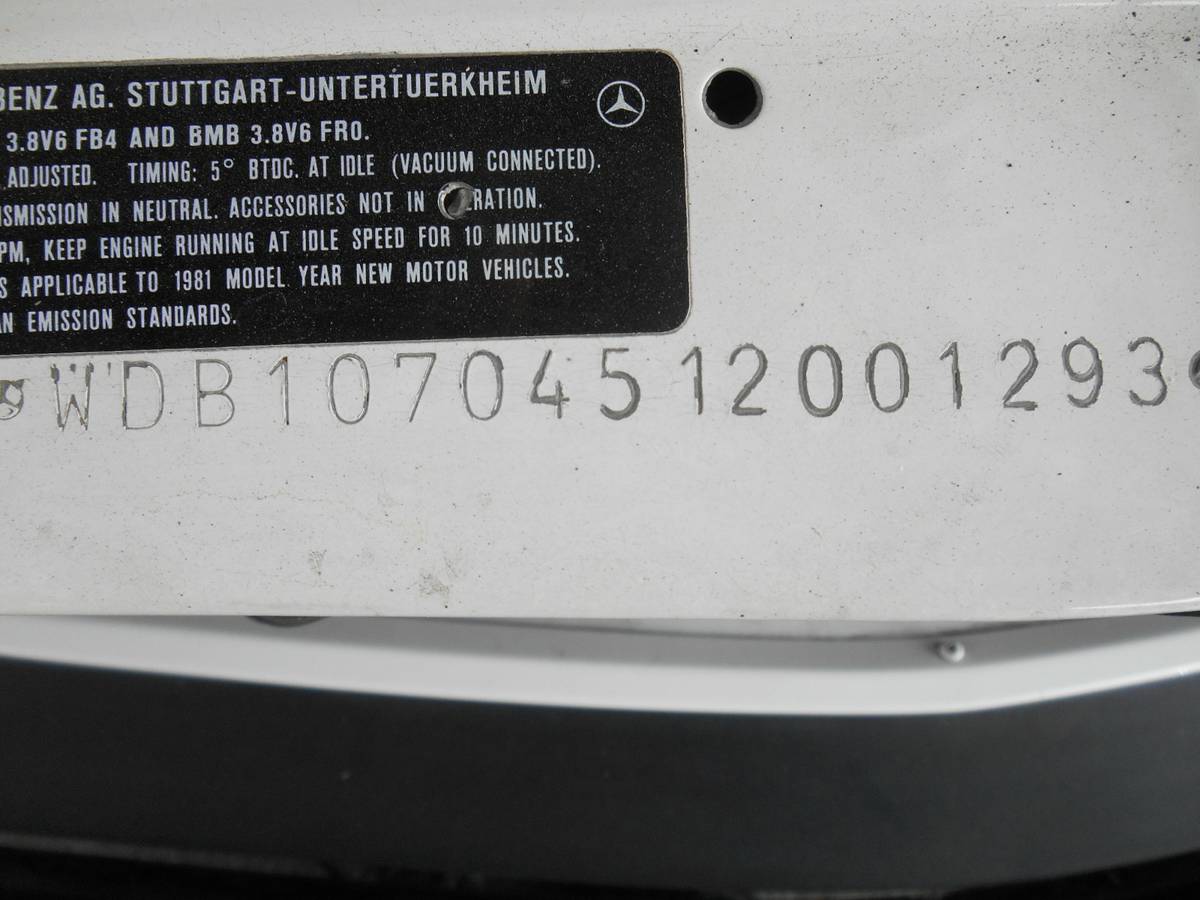 BENZ AG. STUTTGART-UNTERTUERKHEIM
3.8V6 FB4 AND BMB 3.8V6 FRO.
ADJUSTED. TIMING: 5° BTDC. AT IDLE (VACUUM CONNECTED).
IN NEUTRAL. ACCESSORIES NOT IN
KEEP ENGINE RUNNING AT IDLE SPEED FOR 10 MINUTES.
APPLICABLE TO 1981 MODEL YEAR NEW MOTOR VEHICLES.
EMISSION STANDARDS.
WDB10704512001293